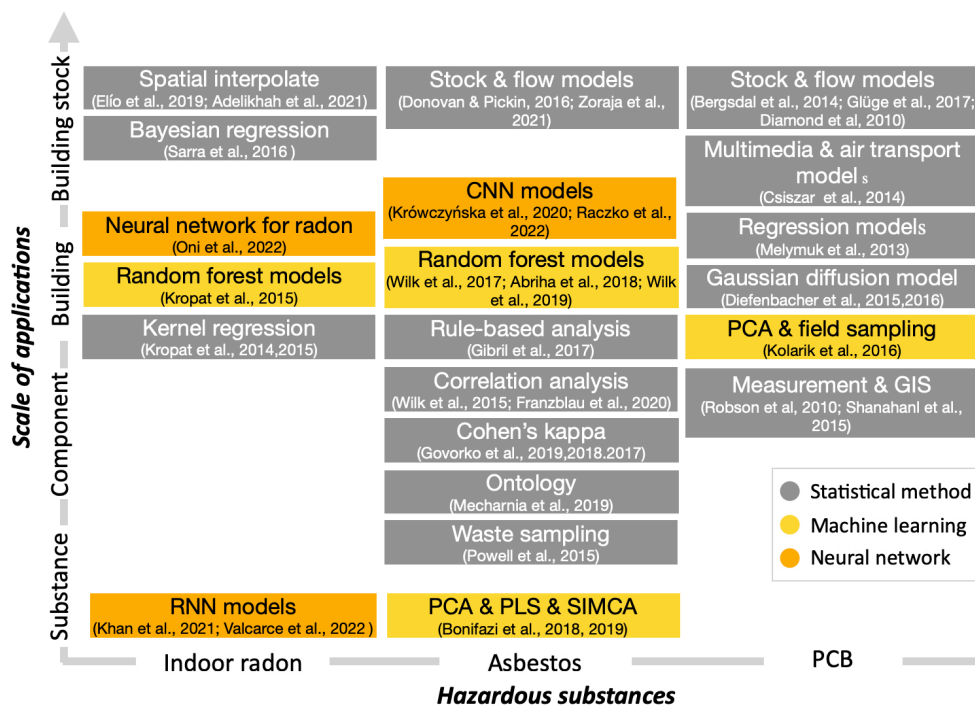 Scale of applications
Building stock
Building
Component
Substance
Spatial interpolate
(Elío et al., 2019; Adelikhah et al., 2021)
Bayesian regression
(Sarra et al., 2016 )
Neural network for radon
(Oni et al., 2022)
Random forest models
(Kropat et al., 2015)
Kernel regression
(Kropat et al., 2014,2015)
RNN models
(Khan et al., 2021; Valcarce et al., 2022 )
Stock & flow models
(Donovan & Pickin, 2016; Zoraja et al.,
2021)
CNN models
(Krówczyńska et al., 2020; Raczko et al.,
2022)
Random forest models
(Wilk et al., 2017; Abriha et al., 2018; Wilk
et al., 2019)
Rule-based analysis
(Gibril et al., 2017)
Correlation analysis
(Wilk et al., 2015; Franzblau et al., 2020)
Cohen's kappa
(Govorko et al., 2019,2018.2017)
Ontology
(Mecharnia et al., 2019)
Waste sampling
(Powell et al., 2015)
PCA & PLS & SIMCA
(Bonifazi et al., 2018, 2019)
Stock & flow models
(Bergsdal et al., 2014; Glüge et al., 2017;
Diamond et al, 2010)
Multimedia & air transport
model s
(Csiszar et al., 2014)
Regression models
(Melymuk et al., 2013)
Gaussian diffusion model
(Diefenbacher et al., 2015,2016)
PCA & field sampling
(Kolarik et al., 2016)
Measurement & GIS
(Robson et al, 2010; Shanahanl et al.,
2015)
Statistical method
Machine learning
Neural network
Indoor radon
Asbestos
PCB
Hazardous substances